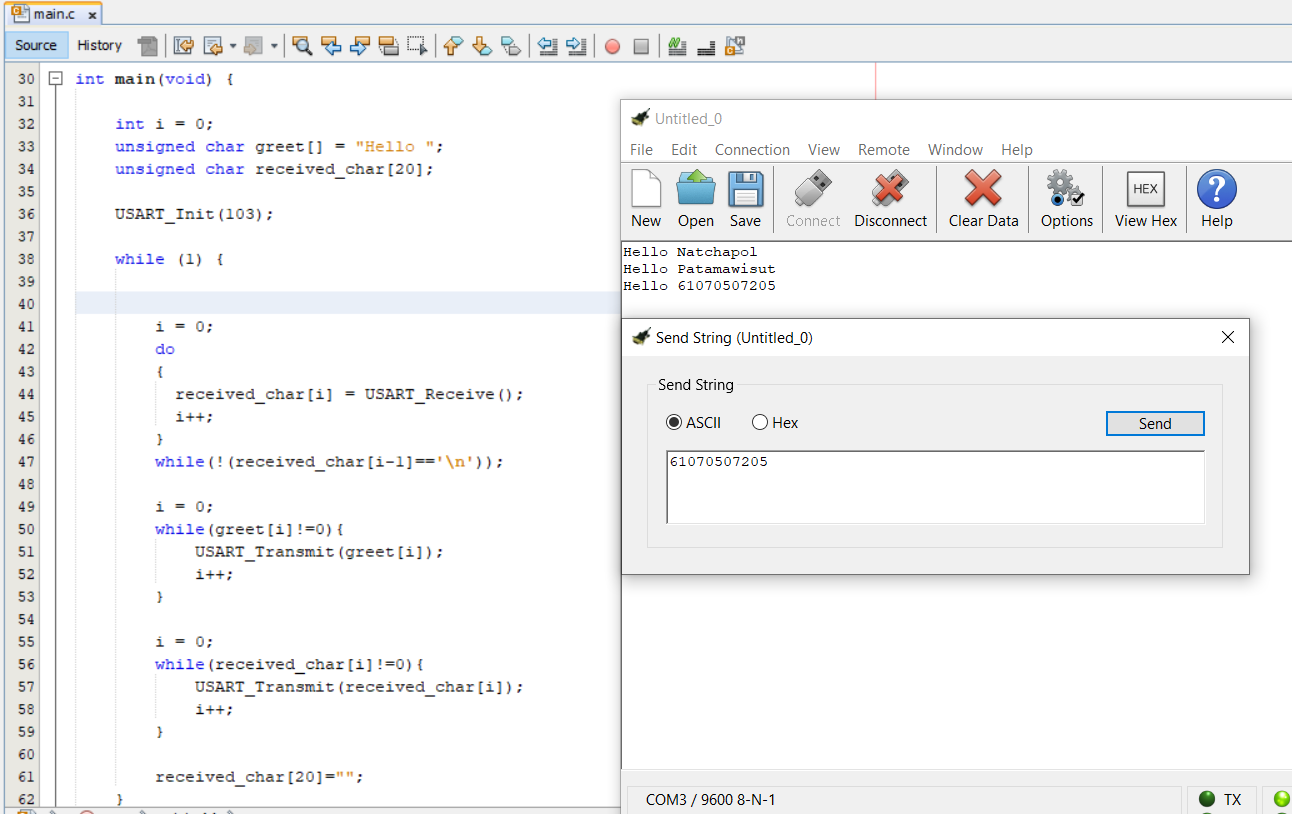 main.c x
Source History
30 int main(void) {
31
32 int i = 0;
33 unsigned char greet[] = "Hello ";
34 unsigned char received_char[20];
35
36 USART_Init(103);
37
38 while (1) {
39
40
41 i = 0;
42 do
43 {
44 received_char[i] = USART_Receive();
45 i++;
46 }
47 while(!(received_char[i-1]=='\n'));
48
49 i = 0;
50 while(greet[i]!=0){
51 USART_Transmit(greet[i]);
52 i++;
53 }
54
55 i = 0;
56 while(received_char[i]!=0){
57 USART_Transmit(received_char[i]);
58 i++;
59 }
60
61 received_char[20]="";
62 }
Untitled_0
File Edit Connection View Remote Window Help
HEX ?
New Open Save Connect Disconnect Clear Data Options View Hex Help
Hello Natchapol
Hello Patamawisut
Hello 61070507205
Send String (Untitled_0)
Send String
ASCII Hex Send
61070507205
COM3 / 9600 8-N-1 TX